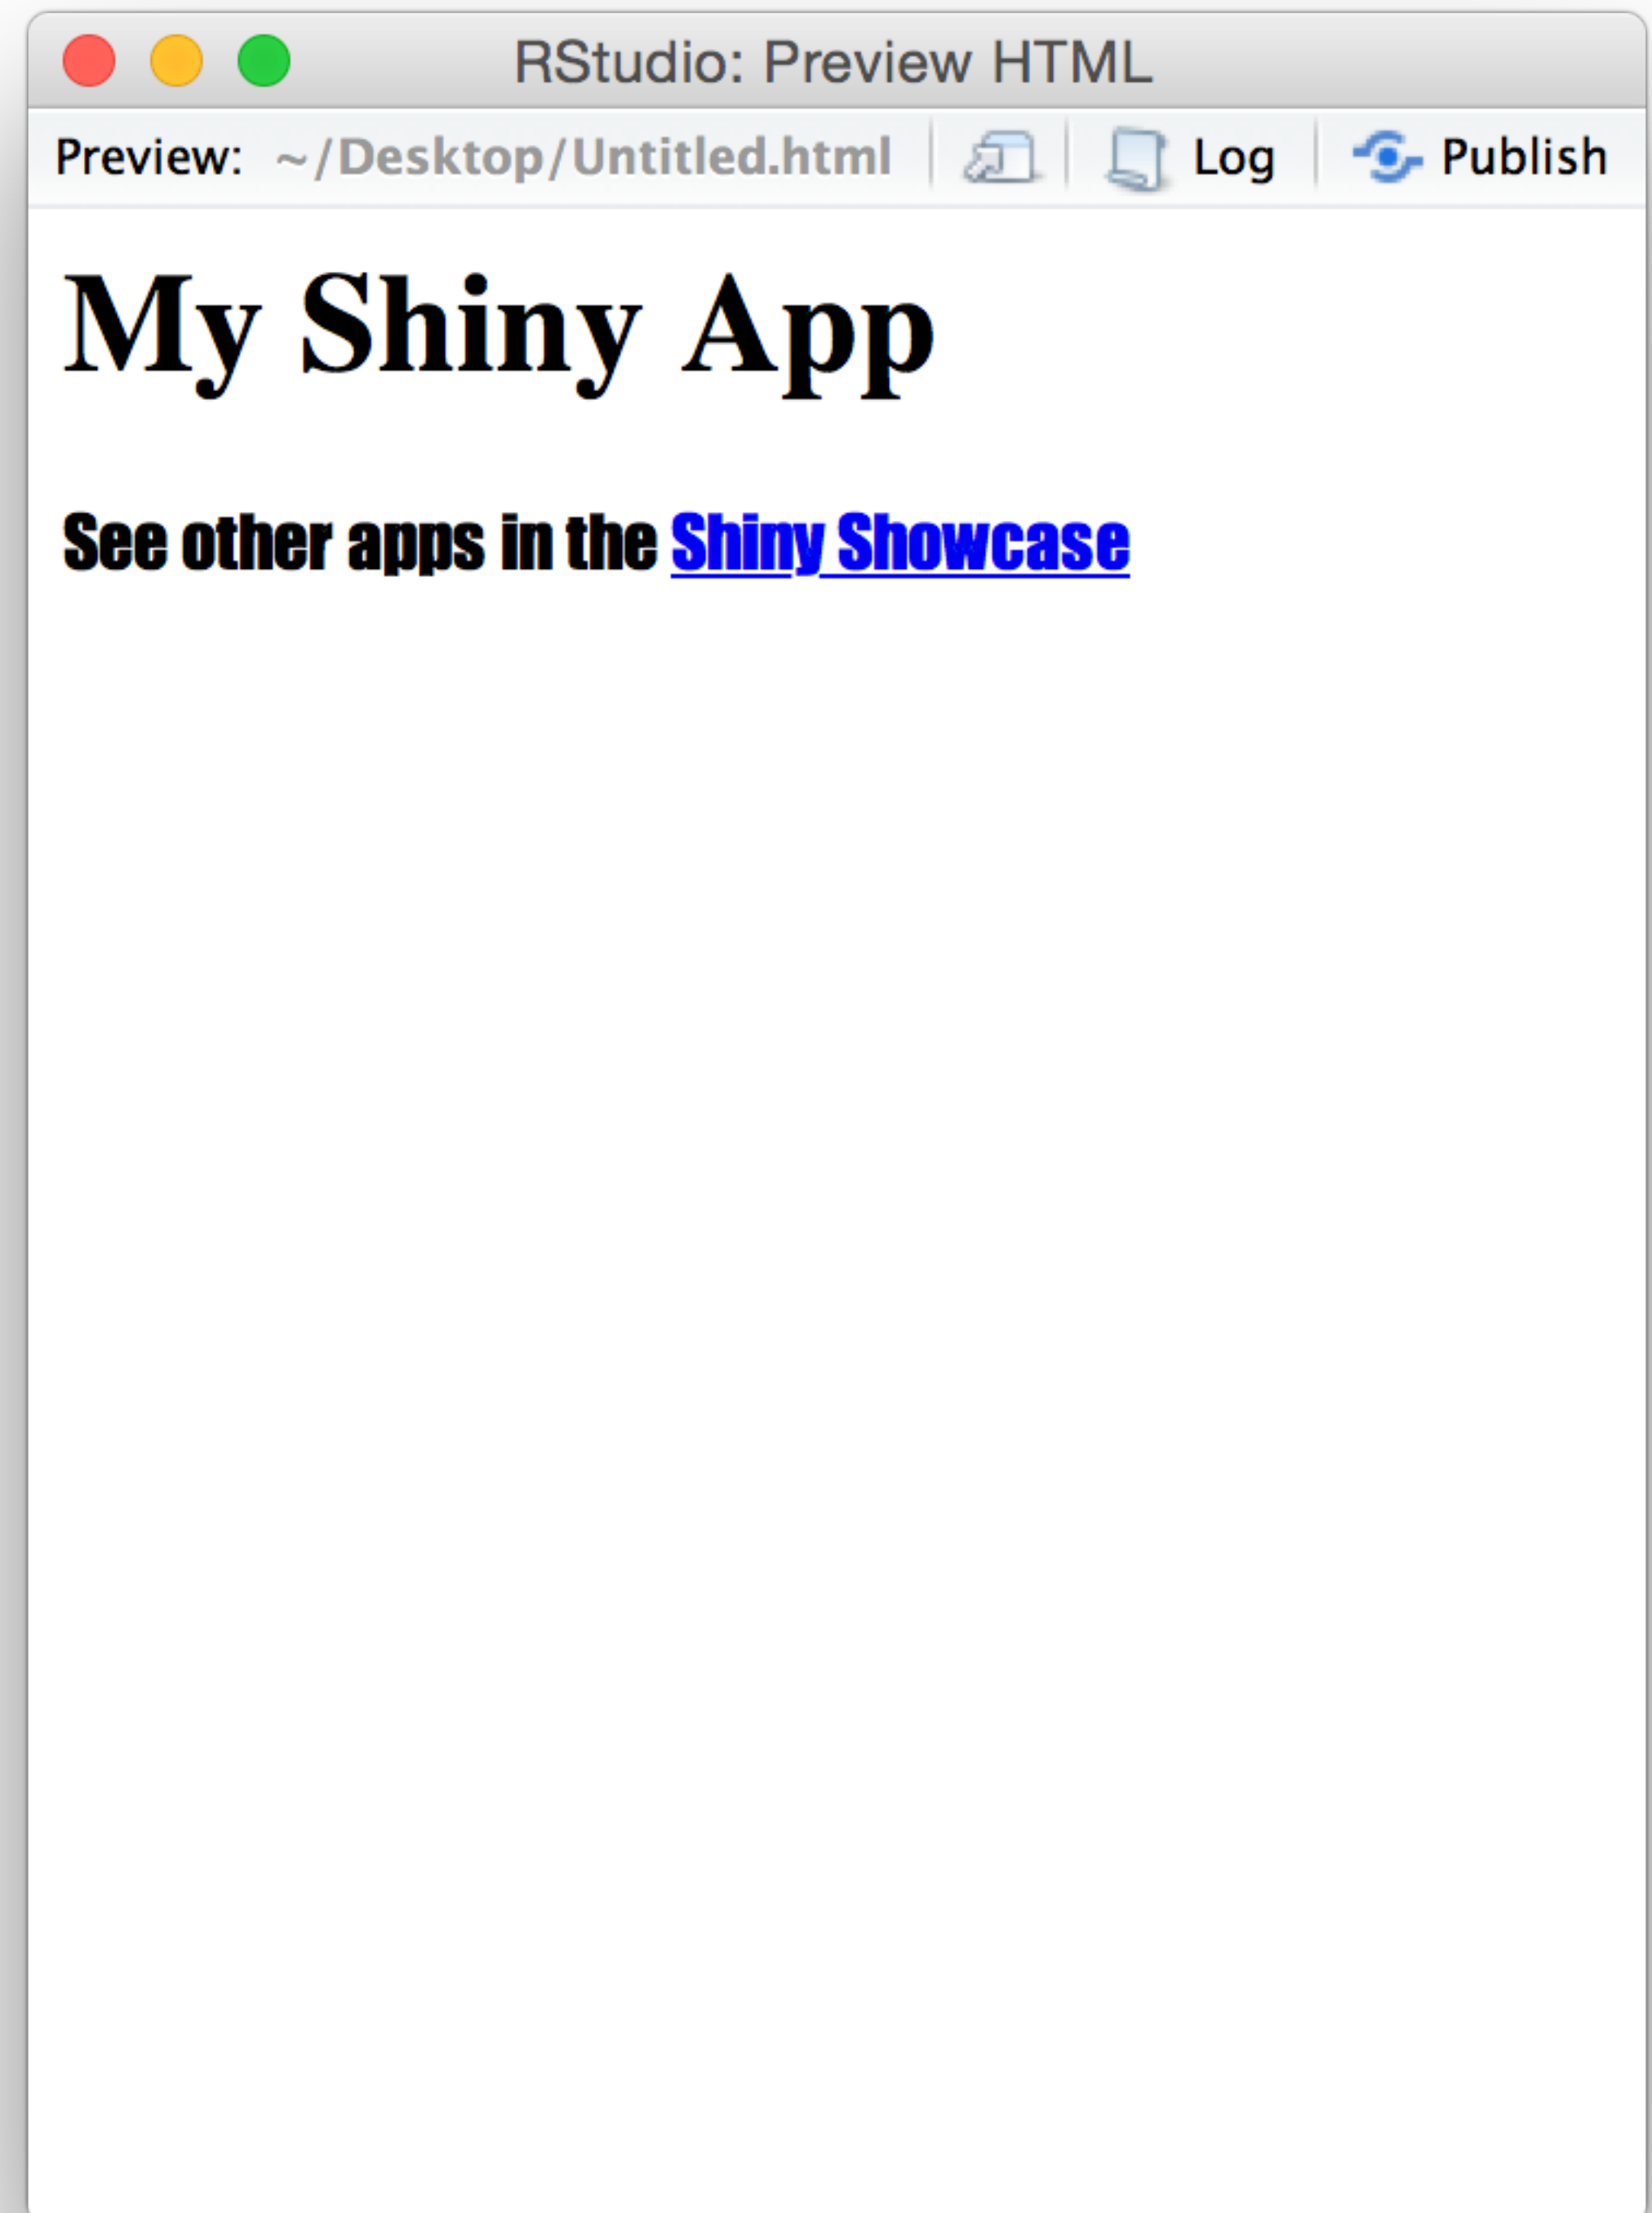 RStudio: Preview HTML
Preview: ~/Desktop/Untitled.html Log Publish
My Shiny App
See other apps in the Shiny Showcase